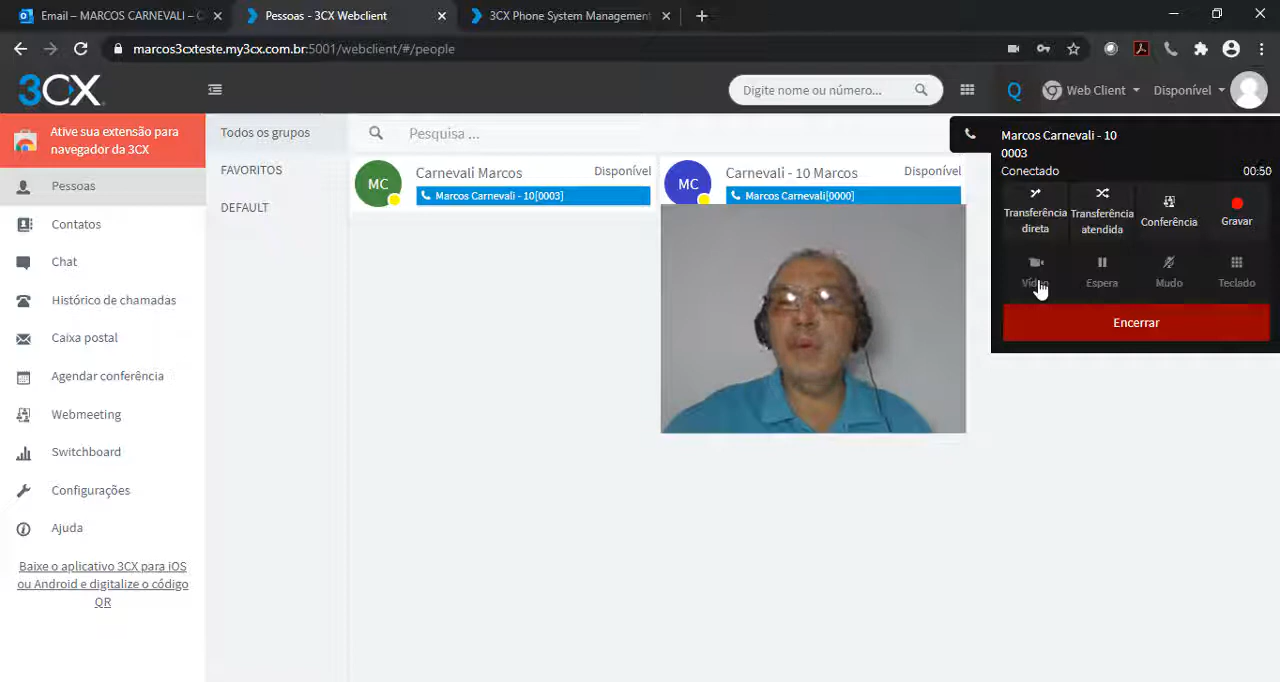 Email – MARCOS CARNEVALI – C
Pessoas - 3CX Webclient
3CX Phone System Management
marcos3cxteste.my3cx.com.br:5001/webclient/#/people
3CX
Digite nome ou número...
Q
Web Client
Disponível
Ative sua extensão para
navegador da 3CX
Pessoas
Contatos
Chat
Histórico de chamadas
Caixa postal
Agendar conferência
Webmeeting
Switchboard
Configurações
Ajuda
Baixe o aplicativo 3CX para iOS
ou Android e digitalize o código
QR
Todos os grupos
FAVORITOS
DEFAULT
Pesquisa ...
MC
Carnevali Marcos
Disponível
Marcos Carnevali - 10[0003]
MC
Carnevali - 10 Marcos
Disponível
Marcos Carnevali[0000]
Marcos Carnevali - 10
0003
Conectado
00:50
Transferência
direta
Transferência
atendida
Conferência
Gravar
Vídeo
Espera
Mudo
Teclado
Encerrar